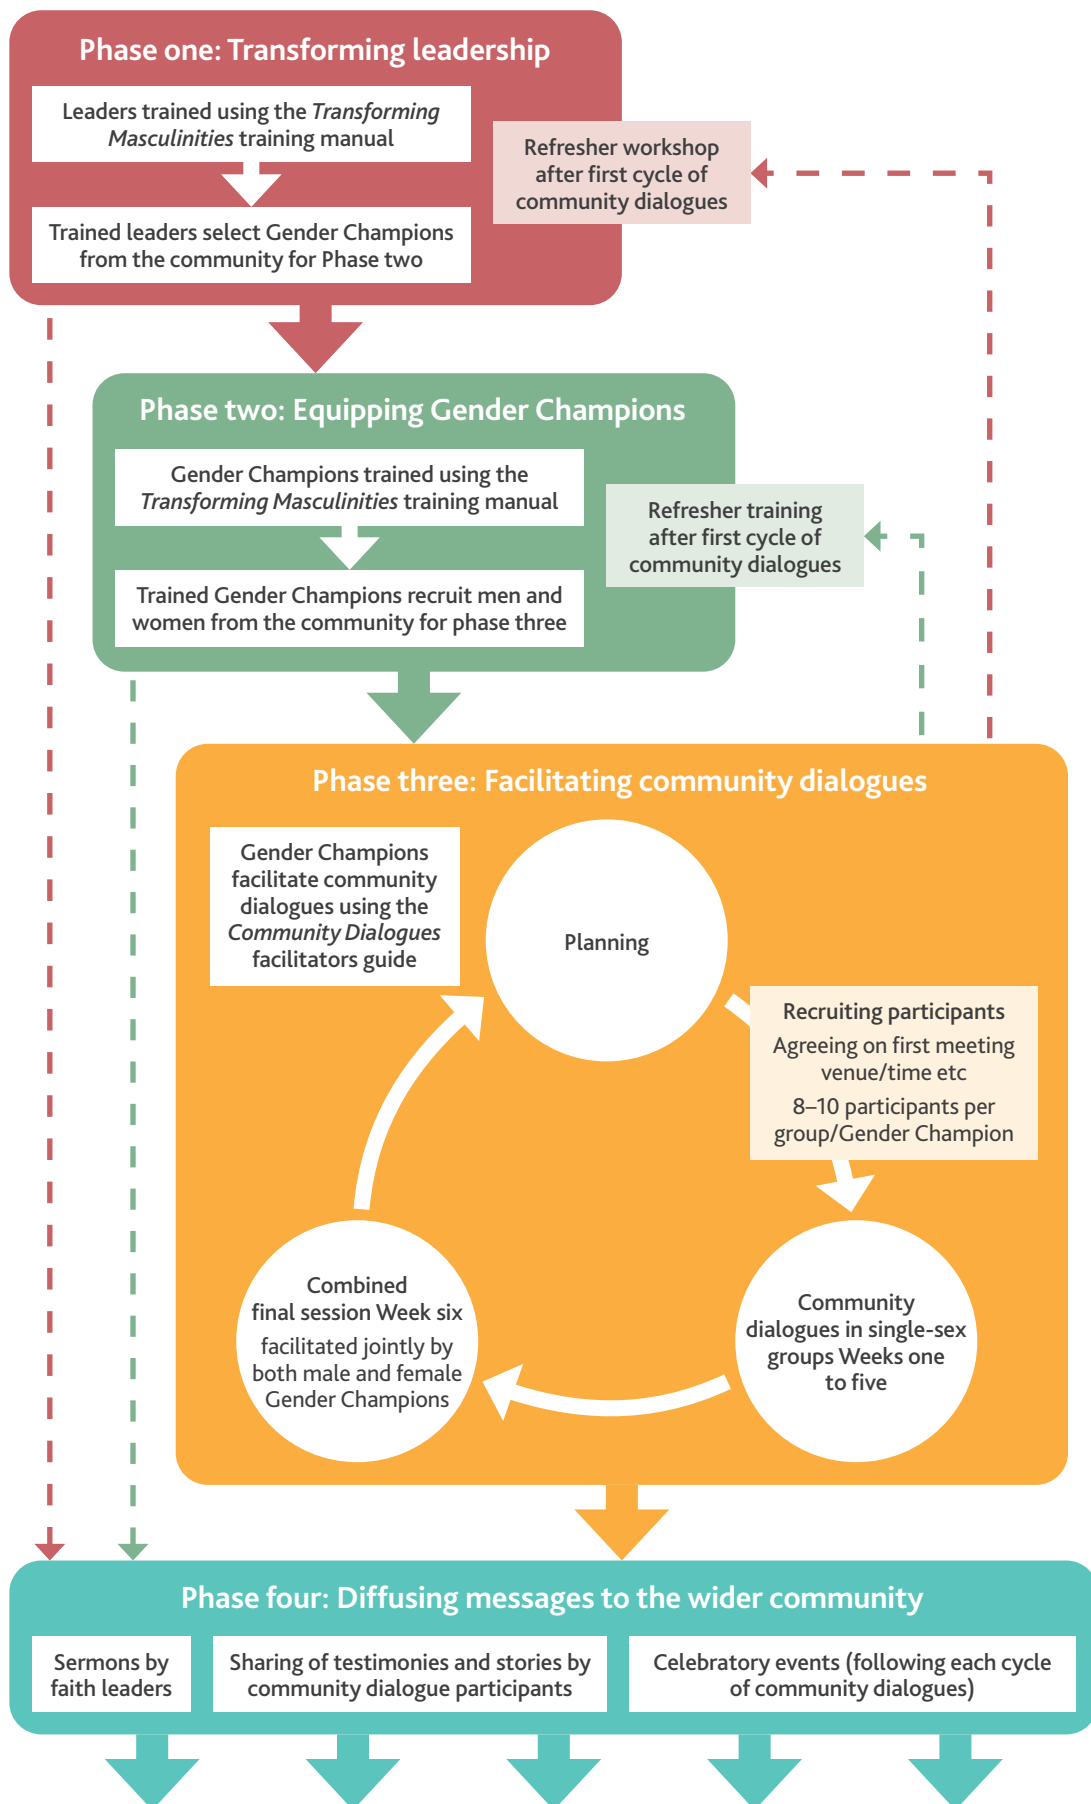 Phase one: Transforming leadership
Leaders trained using the Transforming
Masculinities training manual
Refresher workshop
after first cycle of
community dialogues
Trained leaders select Gender Champions
from the community for Phase two
Phase two: Equipping Gender Champions
Gender Champions trained using the
Transforming Masculinities training manual
Refresher training
after first cycle of
community dialogues
Trained Gender Champions recruit men and
women from the community for phase three
Phase three: Facilitating community dialogues
Gender Champions
facilitate community
dialogues using the
Community Dialogues
facilitators guide
Planning
Recruiting participants
Agreeing on first meeting
venue/time etc
8–10 participants per
group/Gender Champion
Community
dialogues in single-sex
groups Weeks one
to five
Combined
final session Week six
facilitated jointly by
both male and female
Gender Champions
Phase four: Diffusing messages to the wider community
Sermons by
faith leaders
Sharing of testimonies and stories by
community dialogue participants
Celebratory events (following each cycle
of community dialogues)